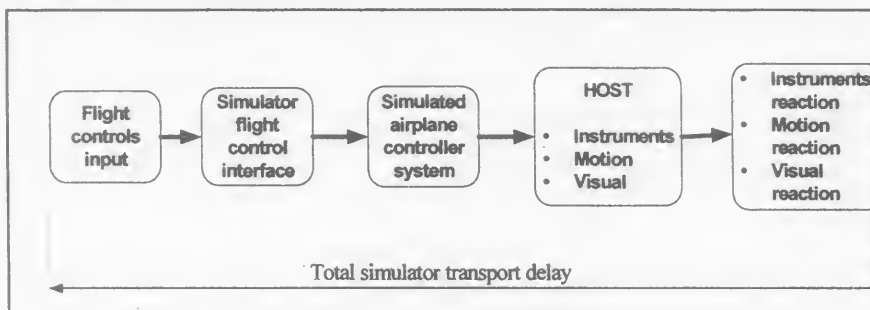 Flight
controls
input
Simulator
flight
control
interface
Simulated
airplane
controller
system
HOST
• Instruments
• Motion
• Visual
• Instruments
reaction
• Motion
reaction
• Visual
reaction
Total simulator transport delay